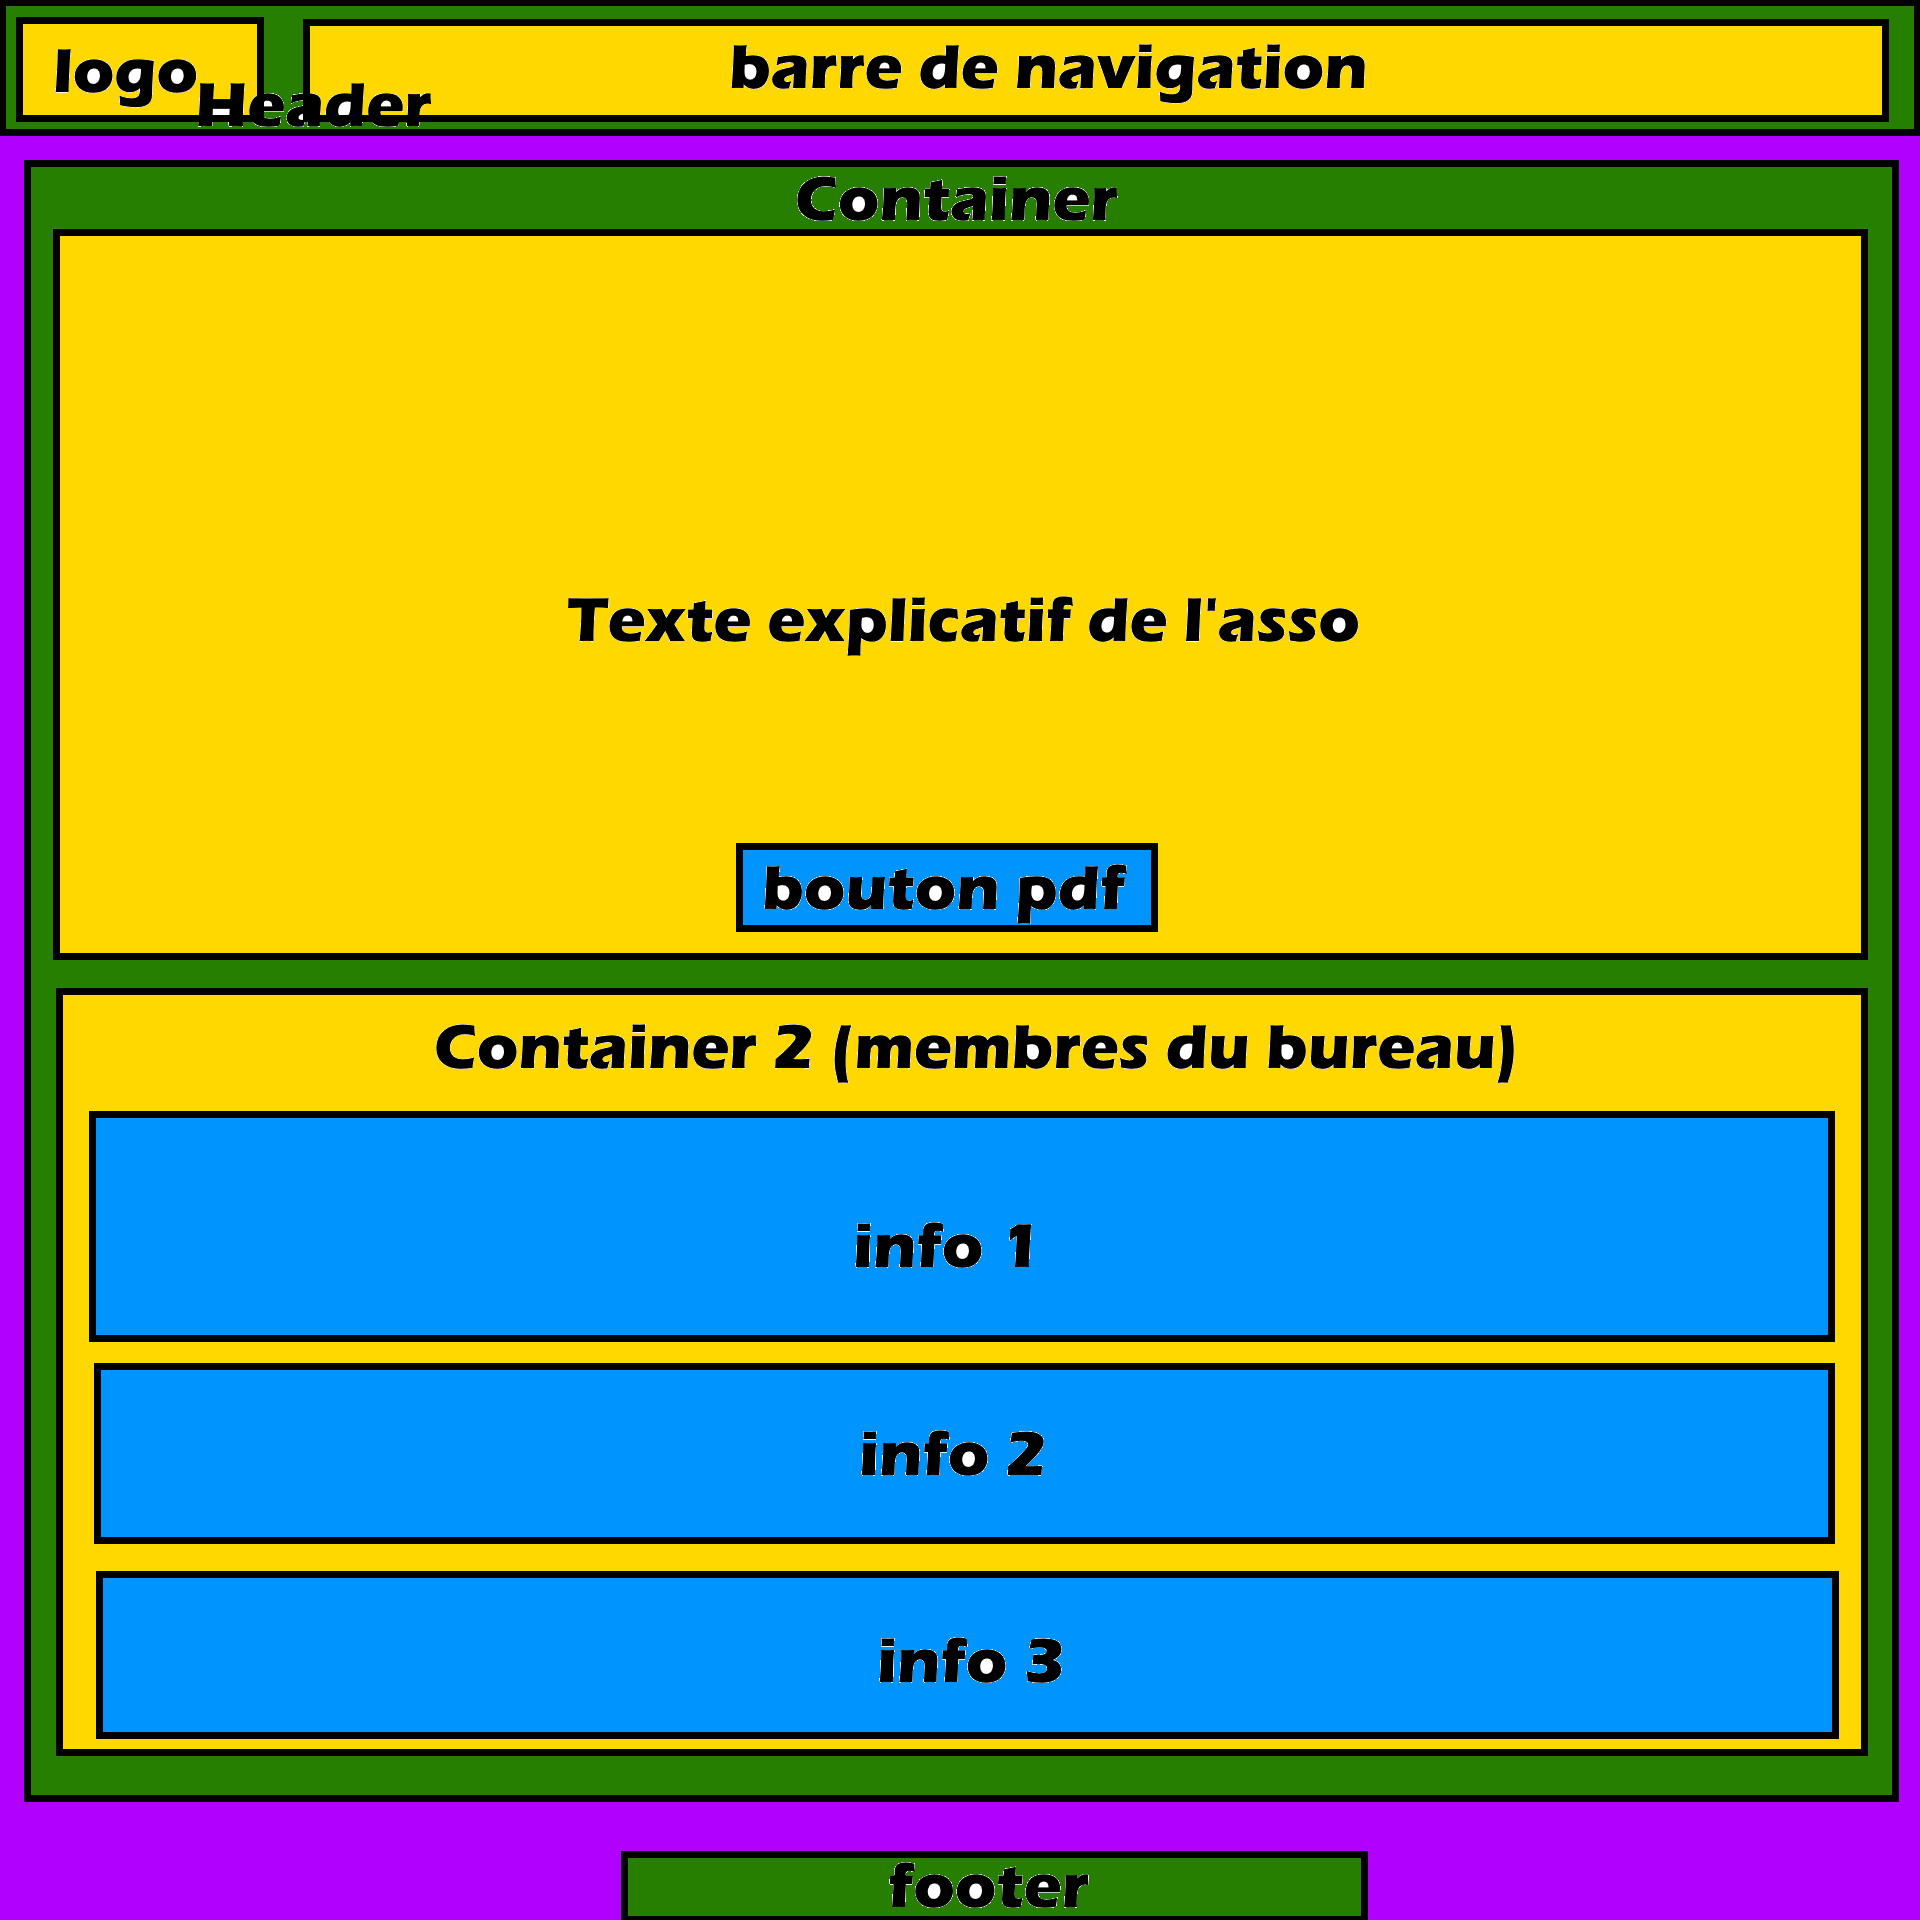 logo
Header
barre de navigation
Container
Texte explicatif de l'asso
bouton pdf
Container 2 (membres du bureau)
info 1
info 2
info 3
footer